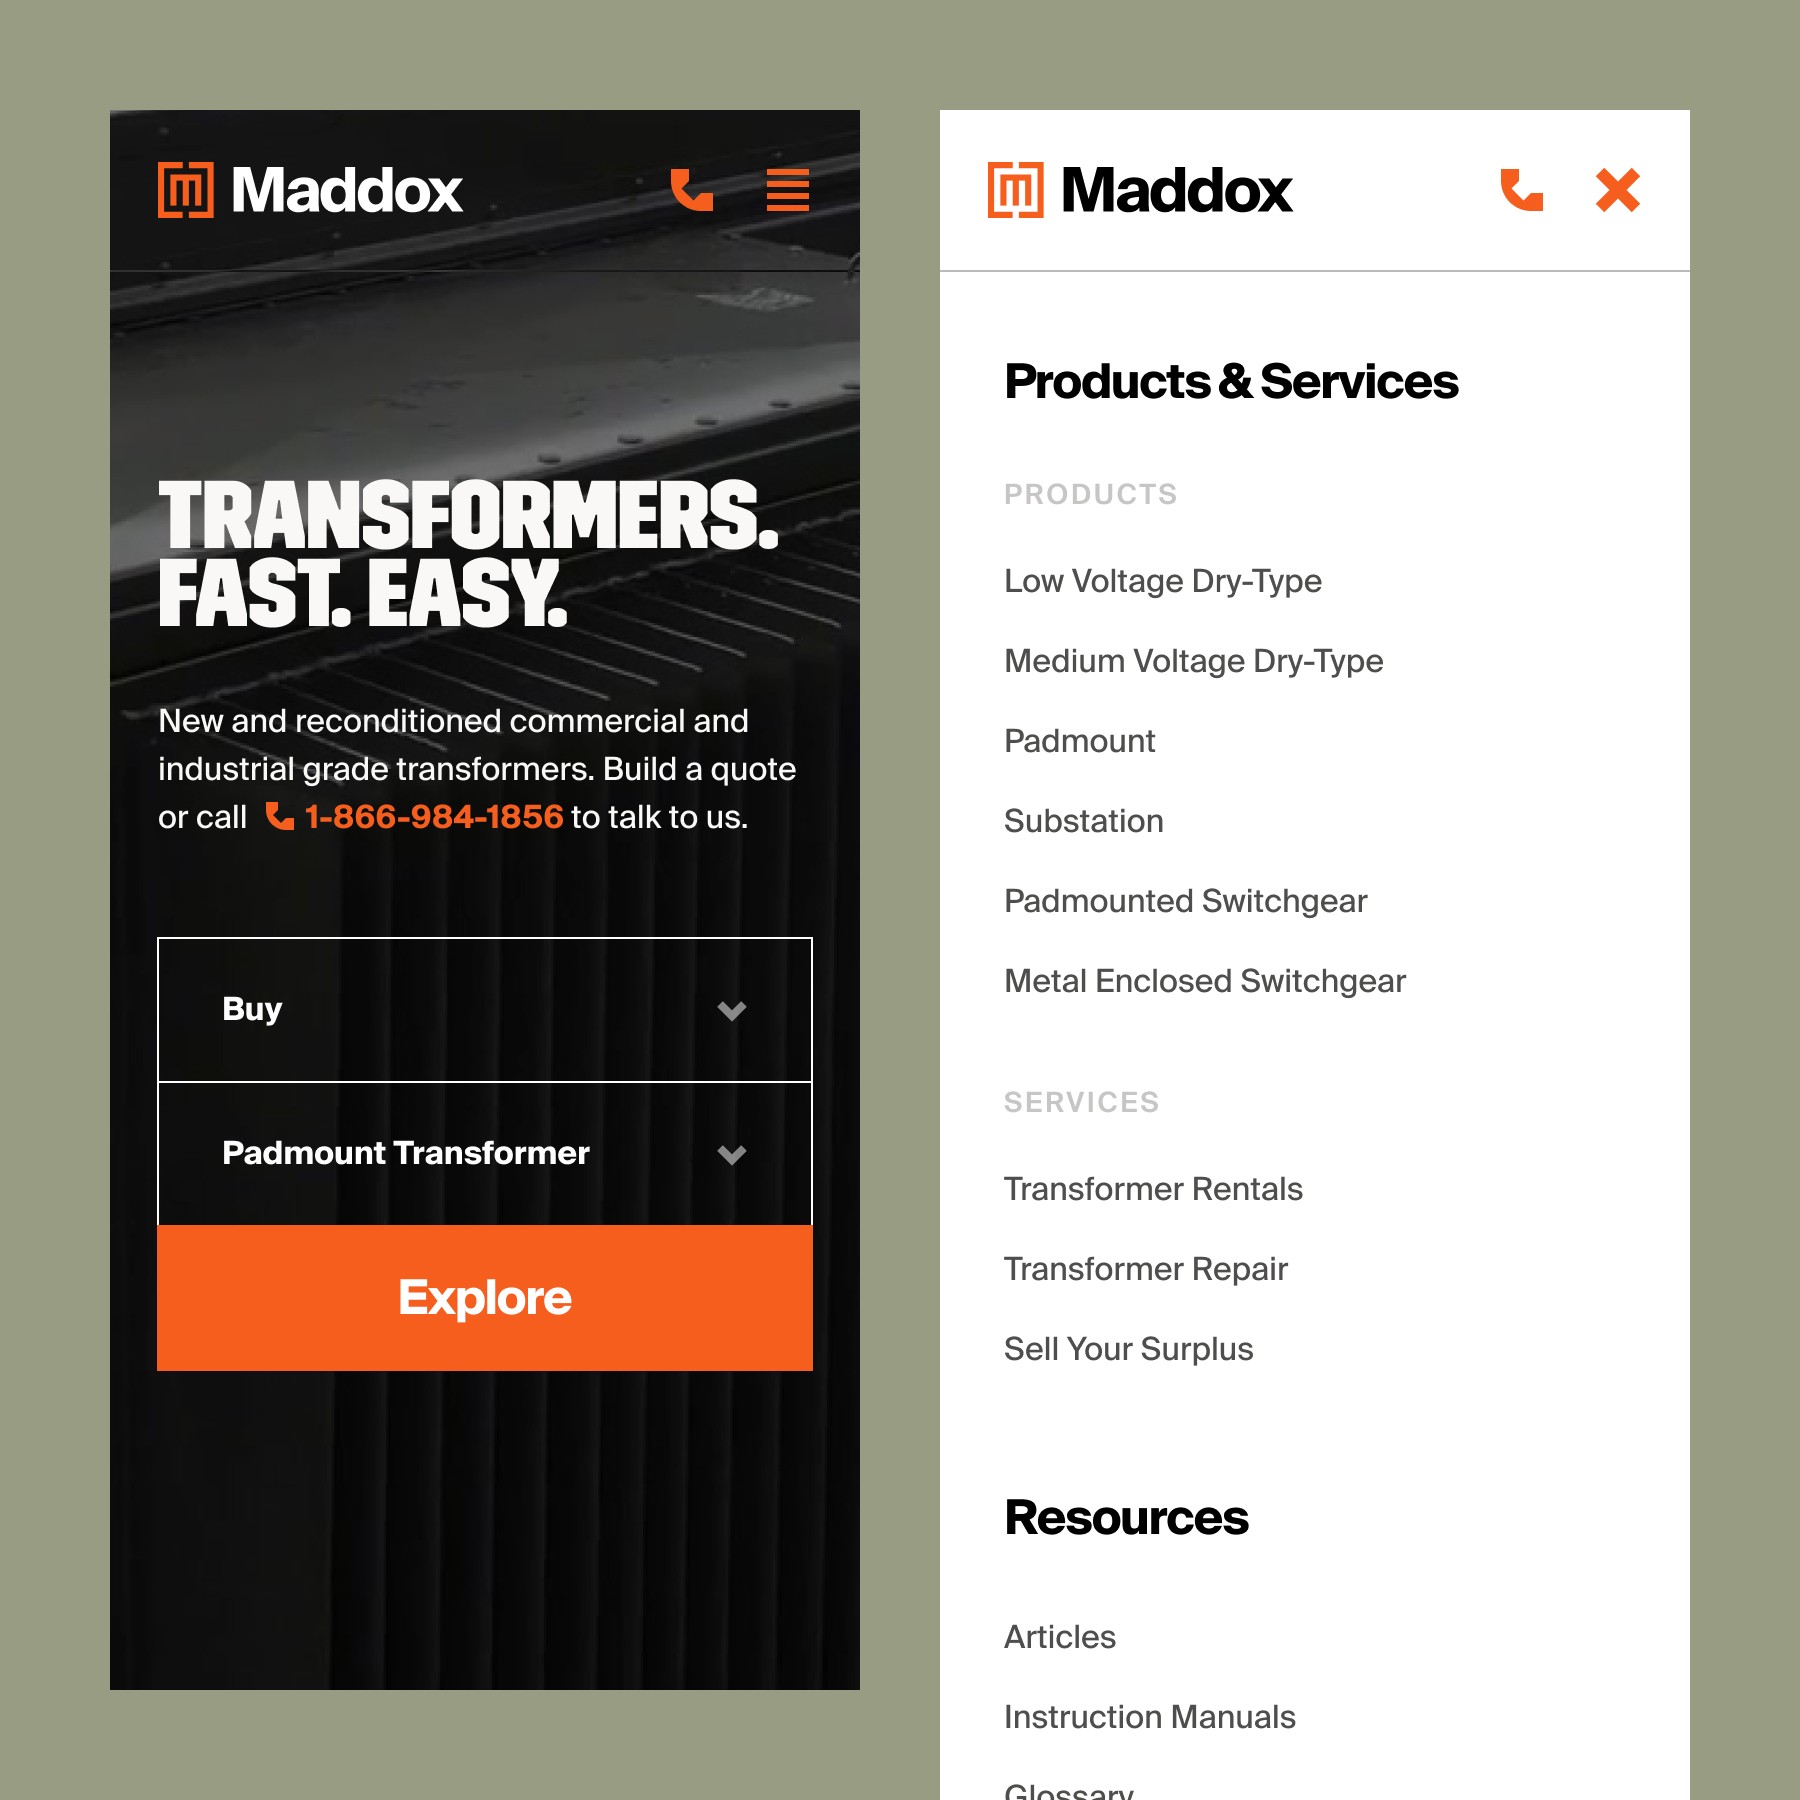 Maddox
TRANSFORMERS.
FAST. EASY.
New and reconditioned commercial and
industrial grade transformers. Build a quote
or call 1-866-984-1856 to talk to us.
Buy
Padmount Transformer
Explore
Maddox
Products & Services
PRODUCTS
Low Voltage Dry-Type
Medium Voltage Dry-Type
Padmount
Substation
Padmounted Switchgear
Metal Enclosed Switchgear
SERVICES
Transformer Rentals
Transformer Repair
Sell Your Surplus
Resources
Articles
Instruction Manuals
Glossary